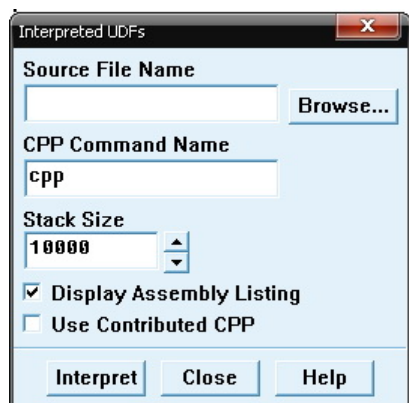 Interpreted UDFs
Source File Name
Browse...
CPP Command Name
cpp
Stack Size
10000
Display Assembly Listing
Use Contributed CPP
Interpret Close Help